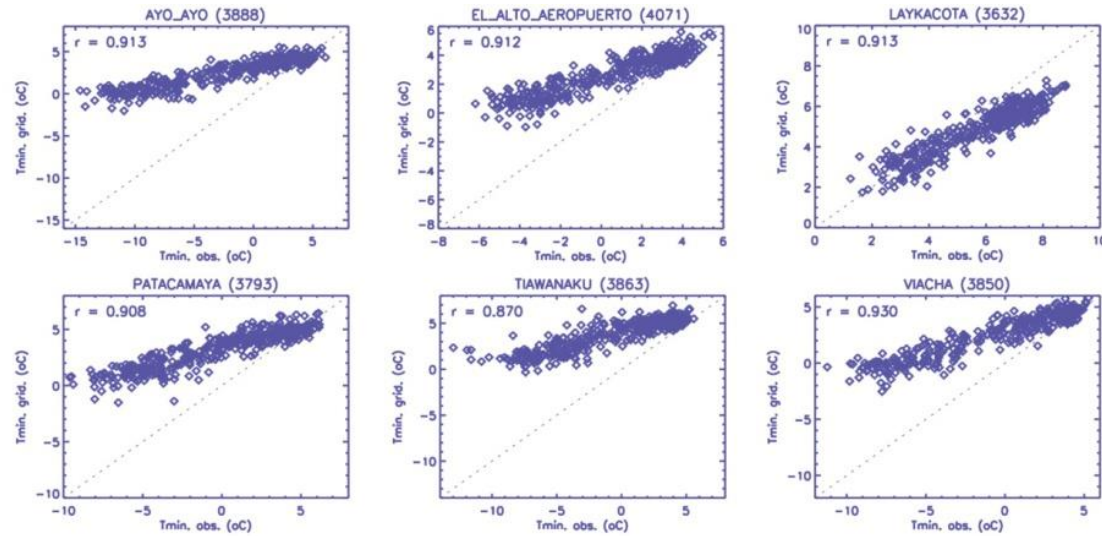 AYO_AYO (3888)
r = 0.913
5
0
−5
−10
−15
Tmin. grid. (oC)
−15 −10 −5 0 5
Tmin. obs. (oC)
EL_ALTO_AEROPUERTO (4071)
r = 0.912
6
4
2
0
−2
−4
−6
−8
Tmin. grid. (oC)
−8 −6 −4 −2 0 2 4 6
Tmin. obs. (oC)
LAYKACOTA (3632)
r = 0.913
10
8
6
4
2
0
Tmin. grid. (oC)
0 2 4 6 8 10
Tmin. obs. (oC)
PATACAMAYA (3793)
r = 0.908
5
0
−5
−10
Tmin. grid. (oC)
−10 −5 0 5
Tmin. obs. (oC)
TIAWANAKU (3863)
r = 0.870
5
0
−5
−10
Tmin. grid. (oC)
−10 −5 0 5
Tmin. obs. (oC)
VIACHA (3850)
r = 0.930
5
0
−5
−10
Tmin. grid. (oC)
−10 −5 0 5
Tmin. obs. (oC)